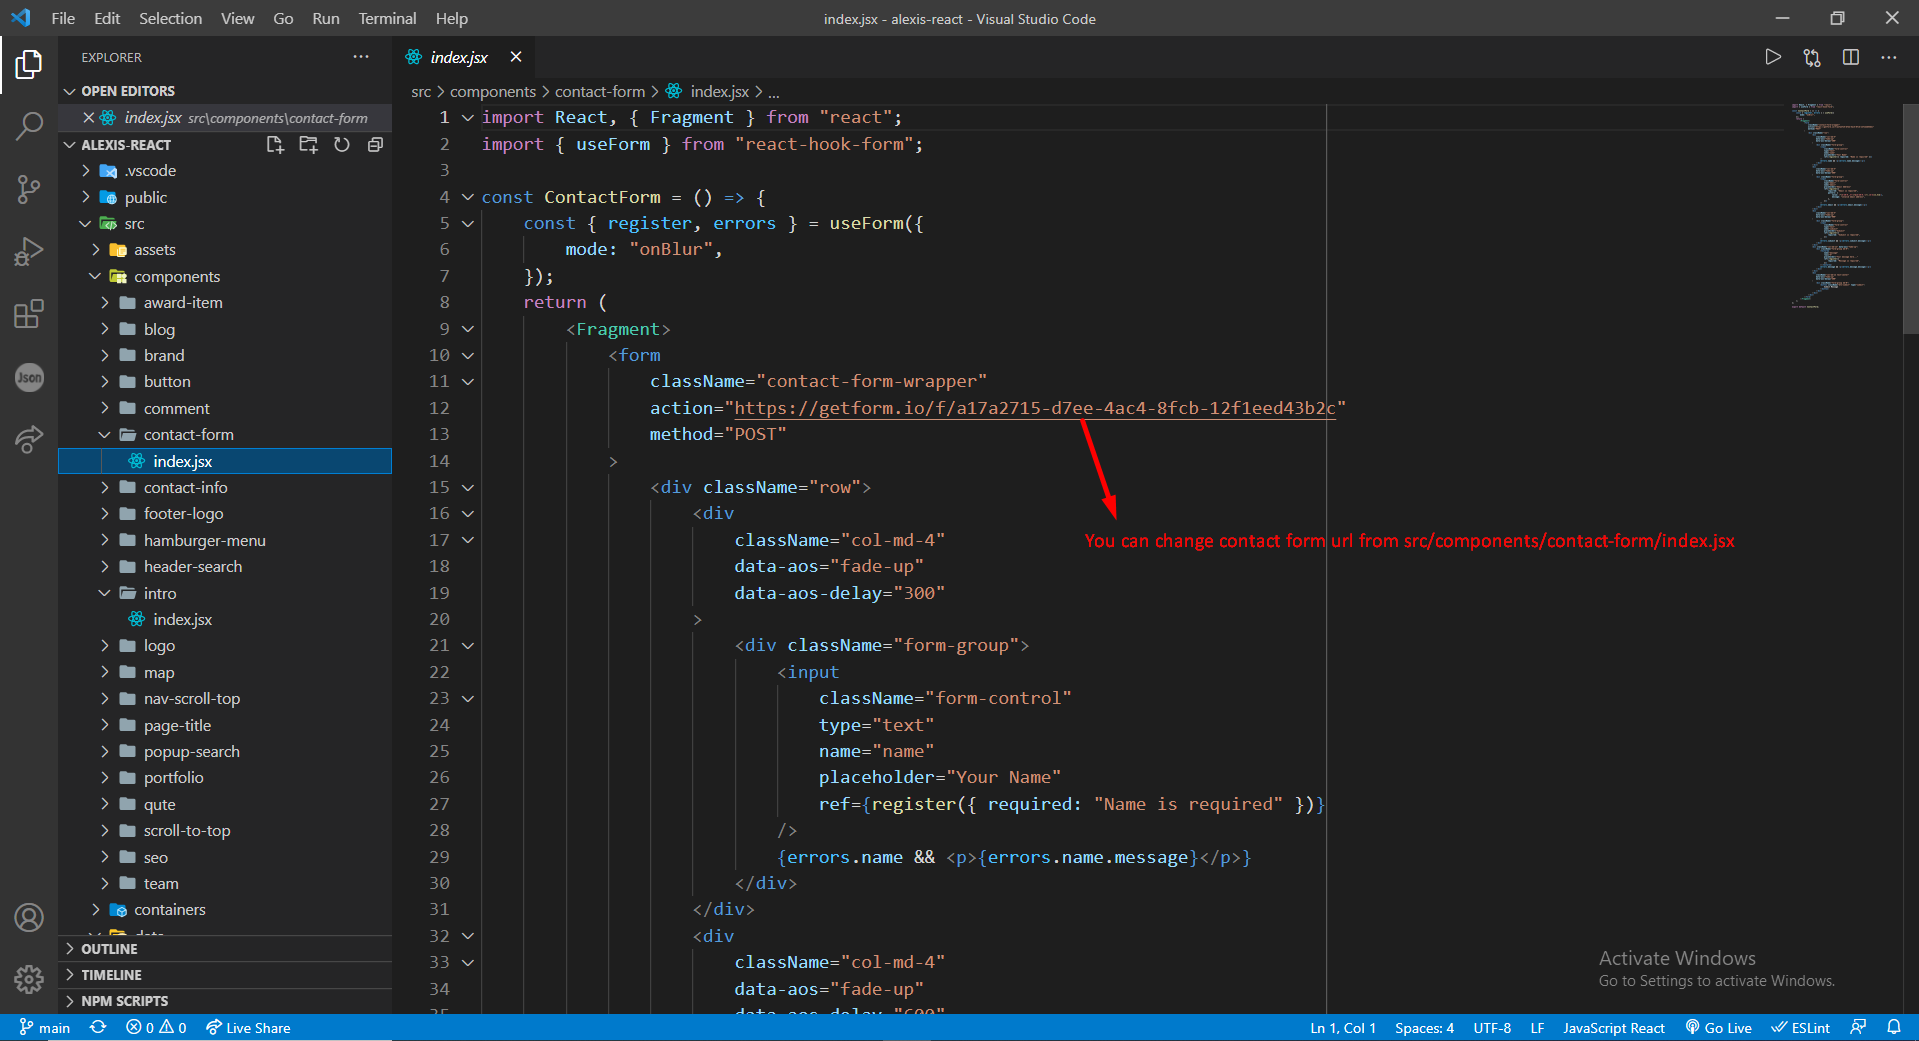 File Edit Selection View Go Run Terminal Help
index.jsx - alexis-react - Visual Studio Code
EXPLORER
OPEN EDITORS
index.jsx src\components\contact-form
ALEXIS-REACT
.vscode
public
src
assets
components
award-item
blog
brand
button
comment
contact-form
index.jsx
contact-info
footer-logo
hamburger-menu
header-search
intro
index.jsx
logo
map
nav-scroll-top
page-title
popup-search
portfolio
qute
scroll-to-top
seo
team
containers
data
OUTLINE
TIMELINE
NPM SCRIPTS
Json
index.jsx
src > components > contact-form > index.jsx > ...
1 import React, { Fragment } from "react";
2 import { useForm } from "react-hook-form";
3
4 const ContactForm = () => {
5 const { register, errors } = useForm({
6 mode: "onBlur",
7 });
8 return (
9 <Fragment>
10 <form
11 className="contact-form-wrapper"
12 action="https://getform.io/f/a17a2715-d7ee-4ac4-8fcb-12f1eed43b2c"
13 method="POST"
14 >
15 <div className="row">
16 <div
17 className="col-md-4"
18 data-aos="fade-up"
19 data-aos-delay="300"
20 >
21 <div className="form-group">
22 <input
23 className="form-control"
24 type="text"
25 name="name"
26 placeholder="Your Name"
27 ref={register({ required: "Name is required" })}
28 />
29 {errors.name && <p>{errors.name.message}</p>}
30 </div>
31 </div>
32 <div
33 className="col-md-4"
34 data-aos="fade-up"
35 data-aos-delay="600"
You can change contact form url from src/components/contact-form/index.jsx
Activate Windows
Go to Settings to activate Windows.
main 0 0 Live Share
Ln 1, Col 1 Spaces: 4 UTF-8 LF JavaScript React Go Live ESLint